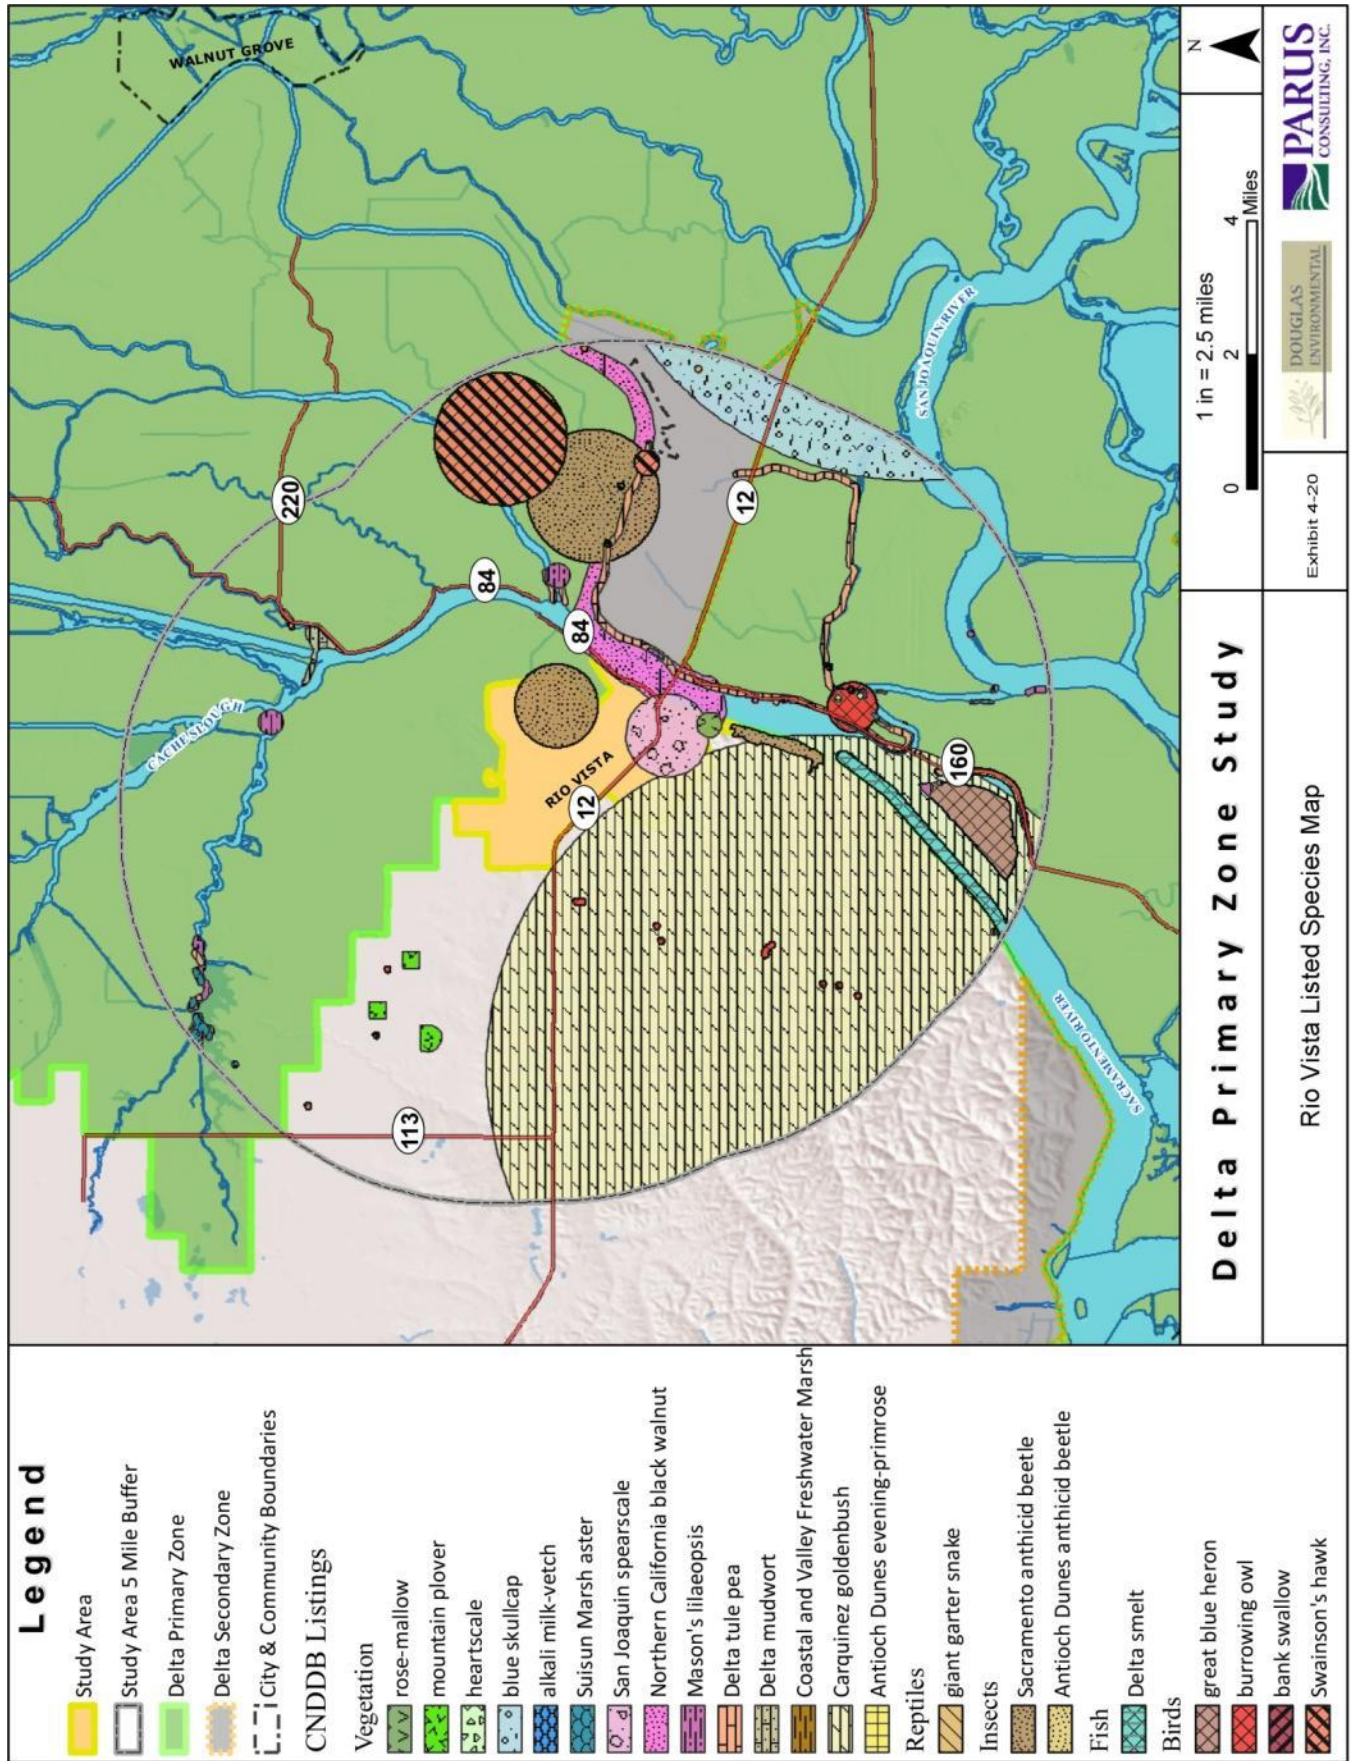 Legend
Study Area
Study Area 5 Mile Buffer
Delta Primary Zone
Delta Secondary Zone
City & Community Boundaries
CNDDB Listings
Vegetation
rose-mallow
mountain plover
heartscale
blue skullcap
alkali milk-vetch
Suisun Marsh aster
San Joaquin spearscale
Northern California black walnut
Mason's lilaeopsis
Delta tule pea
Delta mudwort
Coastal and Valley Freshwater Marsh
Carquinez goldenbush
Antioch Dunes evening-primrose
Reptiles
giant garter snake
Insects
Sacramento anthicid beetle
Antioch Dunes anthicid beetle
Fish
Delta smelt
Birds
great blue heron
burrowing owl
bank swallow
Swainson's hawk
WALNUT GROVE
CACHE SLOUGH
220
84
84
113
RIO VISTA
12
12
160
SAN JOAQUIN RIVER
SACRAMENTO RIVER
Delta Primary Zone Study
Rio Vista Listed Species Map
1 in = 2.5 miles
0 2 4
Miles
N
Exhibit 4-20
DOUGLAS
ENVIRONMENTAL
PARUS
CONSULTING, INC.